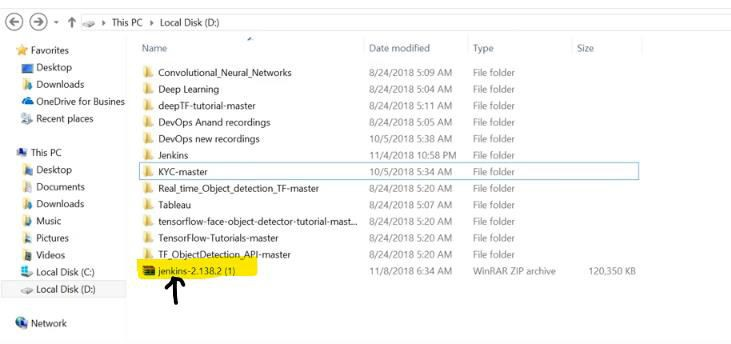 This PC
Local Disk (D:)
Favorites
Desktop
Downloads
OneDrive for Busines
Recent places
This PC
Desktop
Documents
Downloads
Music
Pictures
Videos
Local Disk (C:)
Local Disk (D:)
Network
Name Date modified Type Size
Convolutional_Neural_Networks 8/24/2018 5:09 AM File folder
Deep Learning 8/24/2018 5:04 AM File folder
deepTF-tutorial-master 8/24/2018 5:11 AM File folder
DevOps Anand recordings 8/24/2018 5:05 AM File folder
DevOps new recordings 10/5/2018 5:38 AM File folder
Jenkins 11/4/2018 10:58 PM File folder
KYC-master 10/5/2018 5:34 AM File folder
Real_time_Object_detection_TF-master 8/24/2018 5:20 AM File folder
Tableau 8/24/2018 5:07 AM File folder
tensorflow-face-object-detector-tutorial-mast... 8/24/2018 5:20 AM File folder
TensorFlow-Tutorials-master 8/24/2018 5:20 AM File folder
TF_ObjectDetection_API-master 8/24/2018 5:20 AM File folder
jenkins-2.138.2 (1) 11/8/2018 6:34 AM WinRAR ZIP archive 120,350 KB